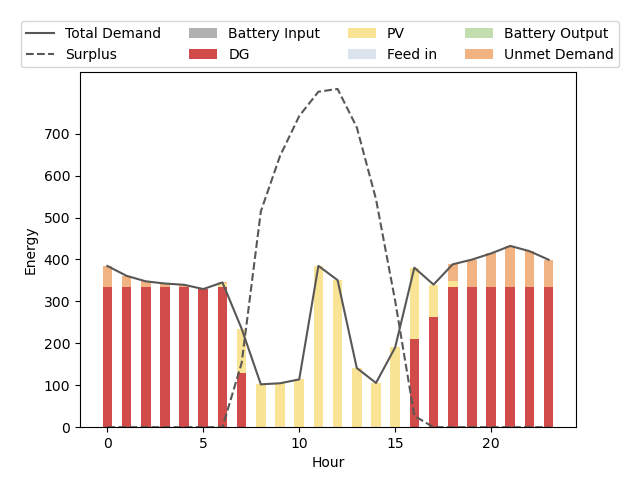 Total Demand Battery Input PV Battery Output
Surplus DG Feed in Unmet Demand
700
600
500
400
300
200
100
0
Energy
0 5 10 15 20
Hour